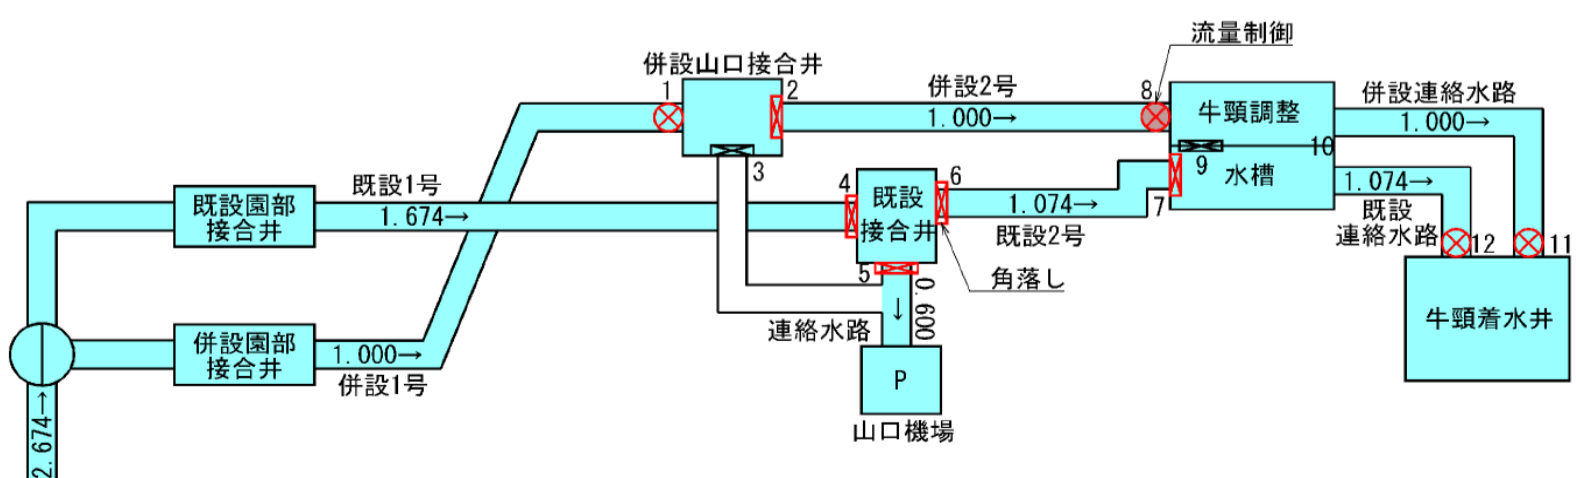 流量制御
併設山口接合井
1
2
併設2号
1.000→
8
牛頸調整
水槽
9
10
併設連絡水路
1.000→
3
既設園部
接合井
既設1号
1.674→
4
既設
接合井
6
1.074→
既設2号
7
1.074→
既設
連絡水路
12
11
5
角落し
0.600
→
連絡水路
牛頸着水井
併設園部
接合井
1.000→
併設1号
P
山口機場
2.674→